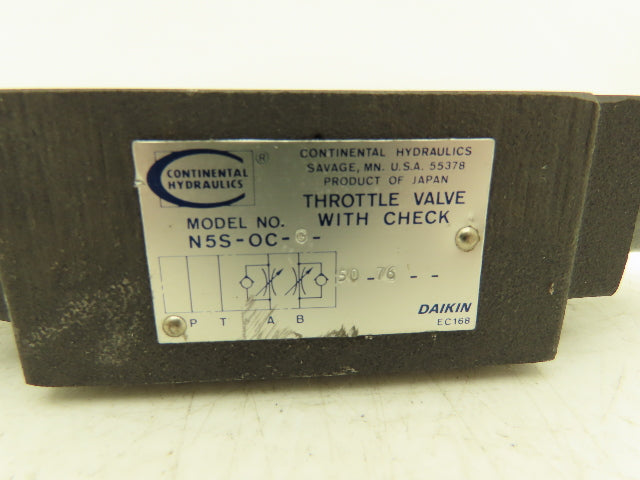 CONTINENTAL
HYDRAULICS
®
CONTINENTAL HYDRAULICS
SAVAGE, MN. U.S.A. 55378
PRODUCT OF JAPAN
THROTTLE VALVE
WITH CHECK
MODEL NO.
N5S-OC-G-
50-76--
P T A B
DAIKIN
EC168